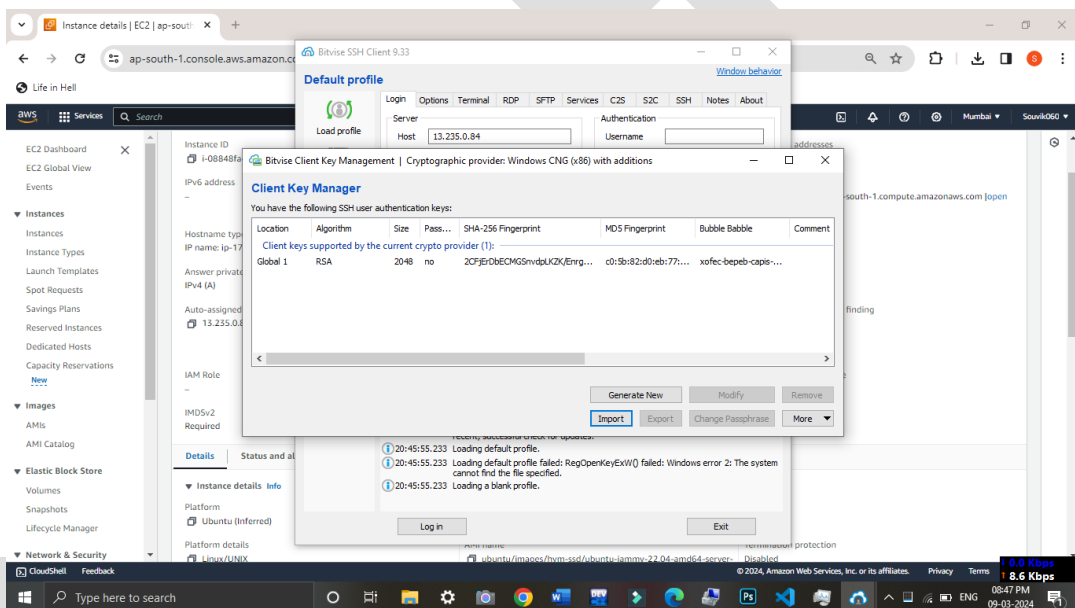 Instance details | EC2 | ap-south
ap-south-1.console.aws.amazon.co
Life in Hell
aws Services Search
Mumbai Souvik060
EC2 Dashboard
EC2 Global View
Events
Instances
Instances
Instance Types
Launch Templates
Spot Requests
Savings Plans
Reserved Instances
Dedicated Hosts
Capacity Reservations
New
Images
AMIs
AMI Catalog
Elastic Block Store
Volumes
Snapshots
Lifecycle Manager
Network & Security
Instance ID
i-08848fa
IPv6 address
–
Hostname typ
IP name: ip-17
Answer private
IPv4 (A)
Auto-assigned
13.235.0.8
IAM Role
–
IMDSv2
Required
addresses
-south-1.compute.amazonaws.com |open
finding
Details Status and al
Instance details Info
Platform
Ubuntu (Inferred)
Platform details
Linux/UNIX
AMI name
ubuntu/images/hvm-ssd/ubuntu-jammy-22.04-amd64-server-
Termination protection
Disabled
Bitvise SSH Client 9.33
Default profile
Window behavior
Load profile
Login Options Terminal RDP SFTP Services C2S S2C SSH Notes About
Server
Host 13.235.0.84
Authentication
Username
Bitvise Client Key Management | Cryptographic provider: Windows CNG (x86) with additions
Client Key Manager
You have the following SSH user authentication keys:
Location Algorithm Size Pass... SHA-256 Fingerprint MD5 Fingerprint Bubble Babble Comment
Client keys supported by the current crypto provider (1):
Global 1 RSA 2048 no 2CFjErDbECMGSnvdpLKZK/Enrg... c0:5b:82:d0:eb:77:... xofec-bepeb-capis-...
Generate New Modify Remove
Import Export Change Passphrase More
recent, successful check for updates.
20:45:55.233 Loading default profile.
20:45:55.233 Loading default profile failed: RegOpenKeyExW() failed: Windows error 2: The system
cannot find the file specified.
20:45:55.233 Loading a blank profile.
Log in Exit
CloudShell Feedback
© 2024, Amazon Web Services, Inc. or its affiliates. Privacy Terms
0.0 Kbps
8.6 Kbps
Type here to search
ENG
08:47 PM
09-03-2024